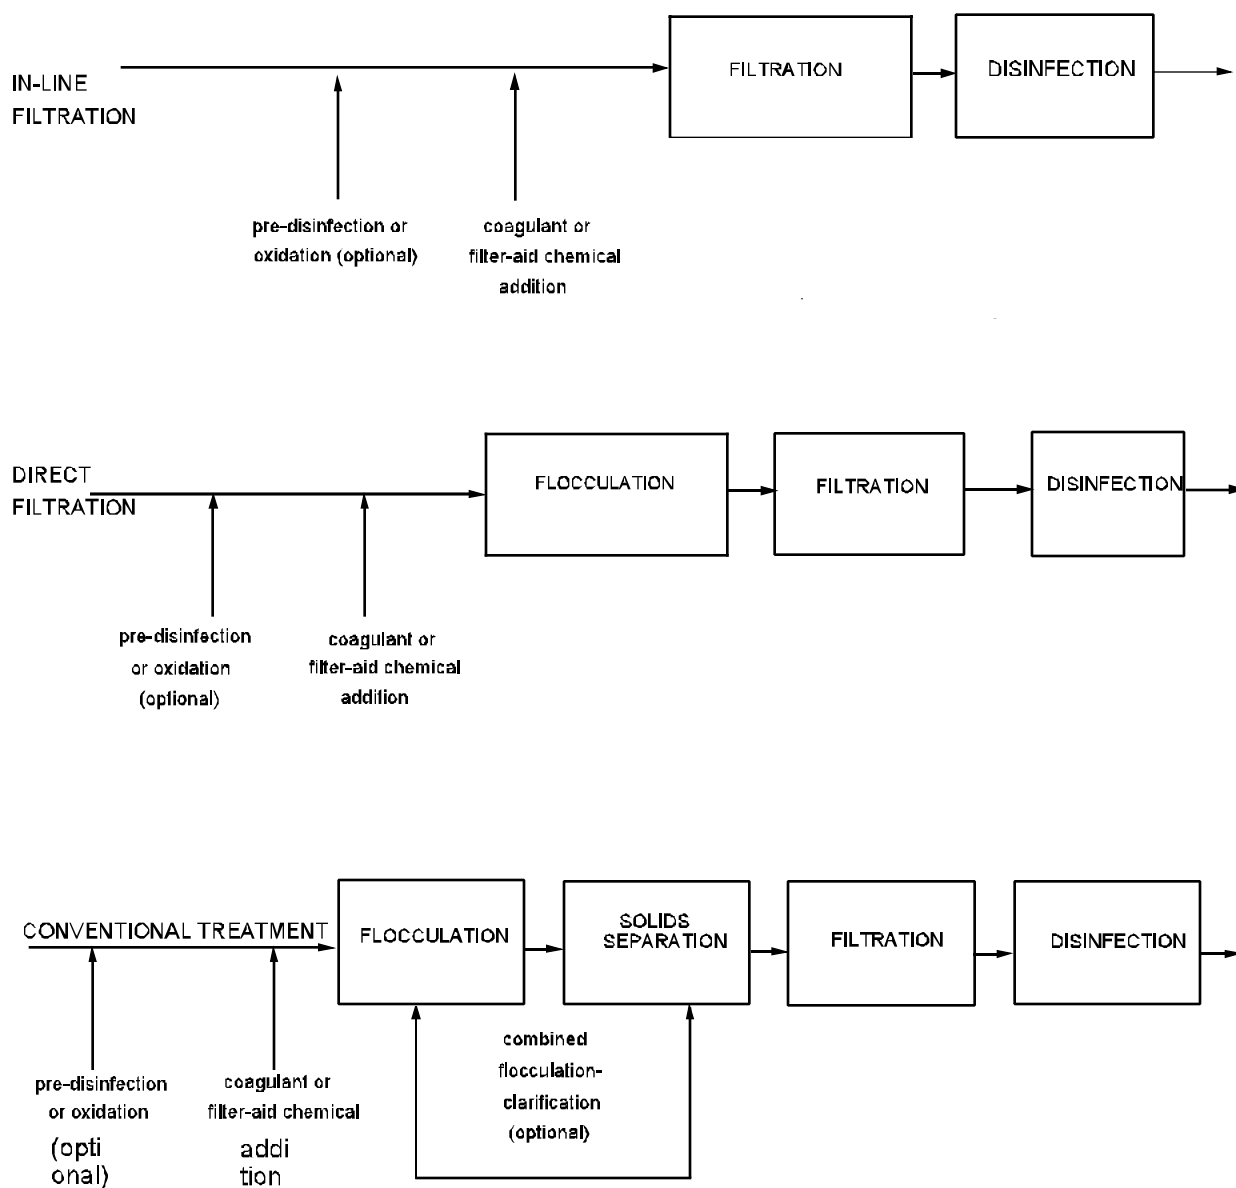 IN-LINE
FILTRATION
FILTRATION
DISINFECTION
pre-disinfection or
oxidation (optional)
coagulant or
filter-aid chemical
addition
DIRECT
FILTRATION
FLOCCULATION
FILTRATION
DISINFECTION
pre-disinfection
or oxidation
(optional)
coagulant or
filter-aid chemical
addition
CONVENTIONAL TREATMENT
FLOCCULATION
SOLIDS
SEPARATION
FILTRATION
DISINFECTION
pre-disinfection
or oxidation
(opti
onal)
coagulant or
filter-aid chemical
addi
tion
combined
flocculation-
clarification
(optional)